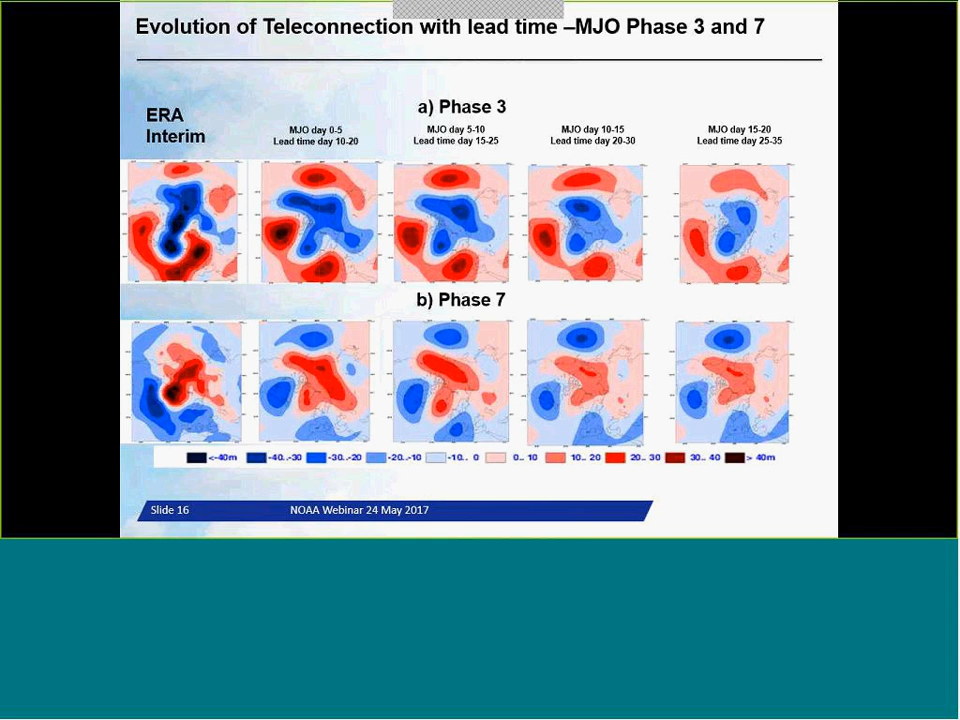 Evolution of Teleconnection with lead time –MJO Phase 3 and 7
ERA
Interim
a) Phase 3
MJO day 0-5
Lead time day 10-20
MJO day 5-10
Lead time day 15-25
MJO day 10-15
Lead time day 20-30
MJO day 15-20
Lead time day 25-35
b) Phase 7
<-40m -40..-30 -30..-20 -20..-10 -10.. 0 0.. 10 10.. 20 20.. 30 30.. 40 > 40m
Slide 16 NOAA Webinar 24 May 2017